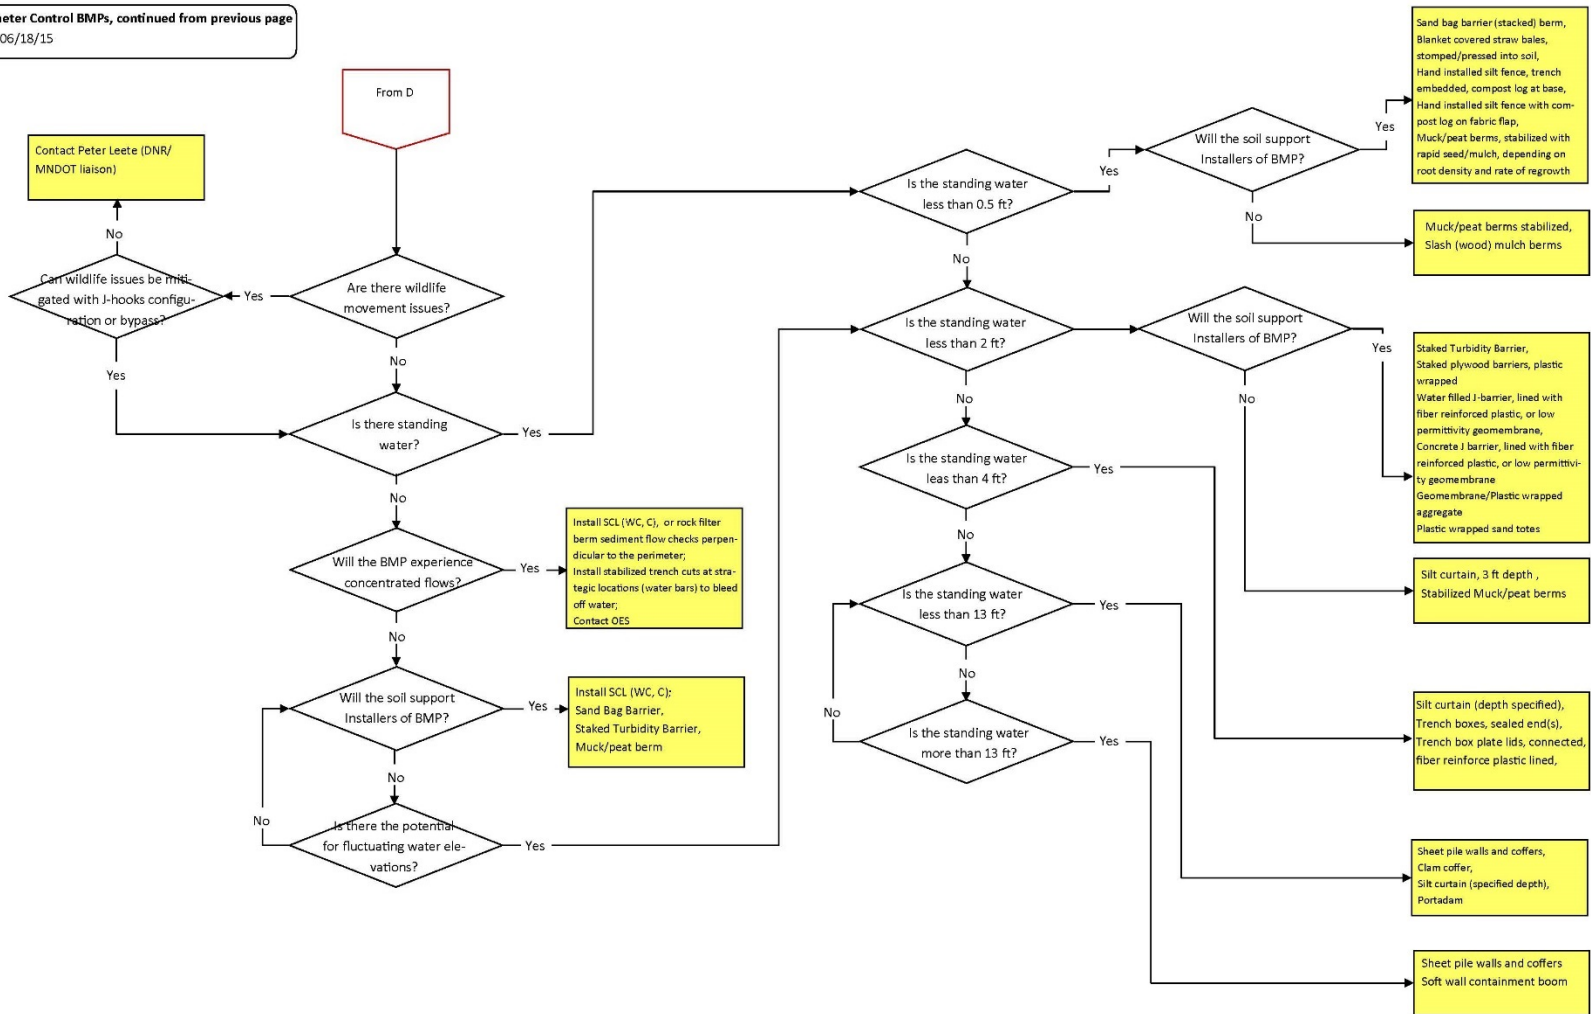 eter Control BMPs, continued from previous page
06/18/15
From D
Contact Peter Leete (DNR/
MNDOT liaison)
No
Can wildlife issues be miti-
gated with J-hooks configu-
ration or bypass?
Yes
Yes
Are there wildlife
movement issues?
No
Is there standing
water?
Yes
No
Will the BMP experience
concentrated flows?
Yes
Install SCL (WC, C), or rock filter
berm sediment flow checks perpen-
dicular to the perimeter;
Install stabilized trench cuts at stra-
tegic locations (water bars) to bleed
off water;
Contact OES
No
Will the soil support
Installers of BMP?
Yes
Install SCL (WC, C);
Sand Bag Barrier,
Staked Turbidity Barrier,
Muck/peat berm
No
No
Is there the potential
for fluctuating water ele-
vations?
Yes
Is the standing water
less than 0.5 ft?
Yes
Will the soil support
Installers of BMP?
Yes
Sand bag barrier (stacked) berm,
Blanket covered straw bales,
stomped/pressed into soil,
Hand installed silt fence, trench
embedded, compost log at base,
Hand installed silt fence with com-
post log on fabric flap,
Muck/peat berms, stabilized with
rapid seed/mulch, depending on
root density and rate of regrowth
No
Muck/peat berms stabilized,
Slash (wood) mulch berms
No
Is the standing water
less than 2 ft?
Will the soil support
Installers of BMP?
Yes
Staked Turbidity Barrier,
Staked plywood barriers, plastic
wrapped
Water filled J-barrier, lined with
fiber reinforced plastic, or low
permittivity geomembrane,
Concrete J barrier, lined with fiber
reinforced plastic, or low permittivi-
ty geomembrane
Geomembrane/Plastic wrapped
aggregate
Plastic wrapped sand totes
No
Silt curtain, 3 ft depth ,
Stabilized Muck/peat berms
No
Is the standing water
leas than 4 ft?
Yes
Silt curtain (depth specified),
Trench boxes, sealed end(s),
Trench box plate lids, connected,
fiber reinforce plastic lined,
No
Is the standing water
less than 13 ft?
Yes
Sheet pile walls and coffers,
Clam coffer,
Silt curtain (specified depth),
Portadam
No
No
Is the standing water
more than 13 ft?
Yes
Sheet pile walls and coffers
Soft wall containment boom